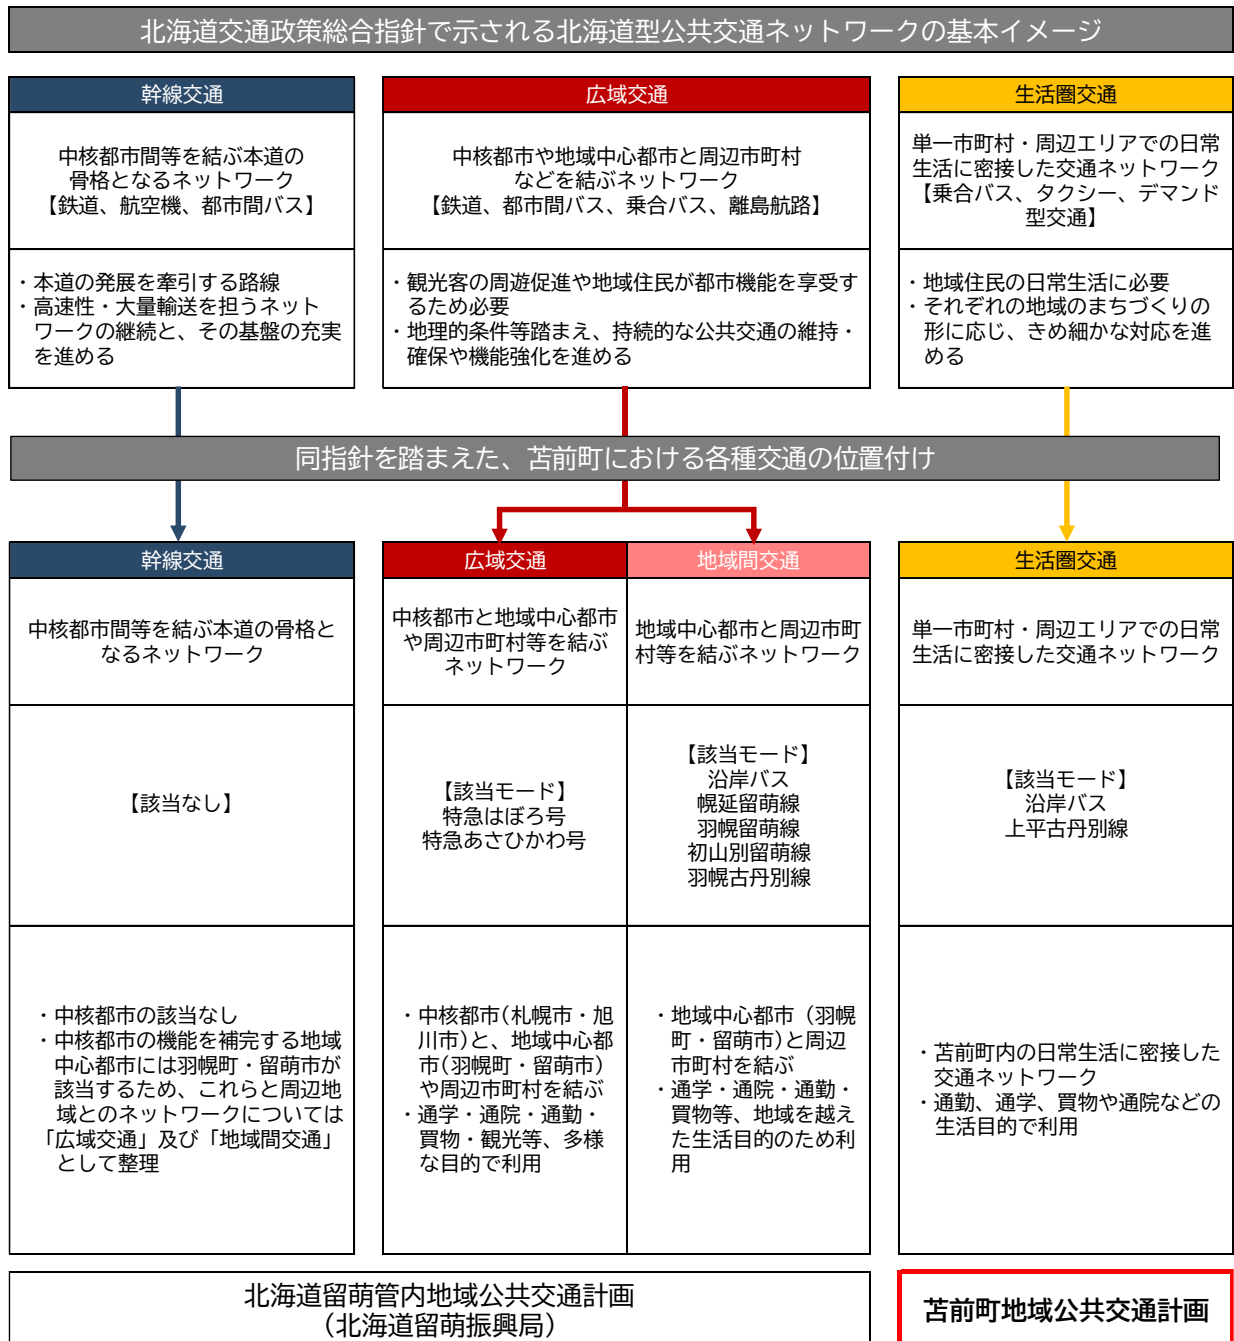 北海道交通政策総合指針で示される北海道型公共交通ネットワークの基本イメージ
幹線交通
中核都市間等を結ぶ本道の
骨格となるネットワーク
【鉄道、航空機、都市間バス】
・本道の発展を牽引する路線
・高速性・大量輸送を担うネット
ワークの継続と、その基盤の充実
を進める
広域交通
中核都市や地域中心都市と周辺市町村
などを結ぶネットワーク
【鉄道、都市間バス、乗合バス、離島航路】
・観光客の周遊促進や地域住民が都市機能を享受す
るため必要
・地理的条件等踏まえ、持続的な公共交通の維持・
確保や機能強化を進める
生活圏交通
単一市町村・周辺エリアでの日常
生活に密接した交通ネットワーク
【乗合バス、タクシー、デマンド
型交通】
・地域住民の日常生活に必要
・それぞれの地域のまちづくりの
形に応じ、きめ細かな対応を進
める
同指針を踏まえた、苫前町における各種交通の位置付け
幹線交通
中核都市間等を結ぶ本道の骨格と
なるネットワーク
【該当なし】
・中核都市の該当なし
・中核都市の機能を補完する地域
中心都市には羽幌町・留萌市が
該当するため、これらと周辺地
域とのネットワークについては
「広域交通」及び「地域間交通」
として整理
広域交通
中核都市と地域中心都市
や周辺市町村等を結ぶ
ネットワーク
【該当モード】
特急はぼろ号
特急あさひかわ号
・中核都市(札幌市・旭
川市)と、地域中心都
市(羽幌町・留萌市)
や周辺市町村を結ぶ
・通学・通院・通勤・
買物・観光等、多様
な目的で利用
地域間交通
地域中心都市と周辺市町
村等を結ぶネットワーク
【該当モード】
沿岸バス
幌延留萌線
羽幌留萌線
初山別留萌線
羽幌古丹別線
・地域中心都市（羽幌
町・留萌市)と周辺
市町村を結ぶ
・通学・通院・通勤・
買物等、地域を越え
た生活目的のため利
用
生活圏交通
単一市町村・周辺エリアでの日常
生活に密接した交通ネットワーク
【該当モード】
沿岸バス
上平古丹別線
・苫前町内の日常生活に密接した
交通ネットワーク
・通勤、通学、買物や通院などの
生活目的で利用
北海道留萌管内地域公共交通計画
（北海道留萌振興局）
苫前町地域公共交通計画